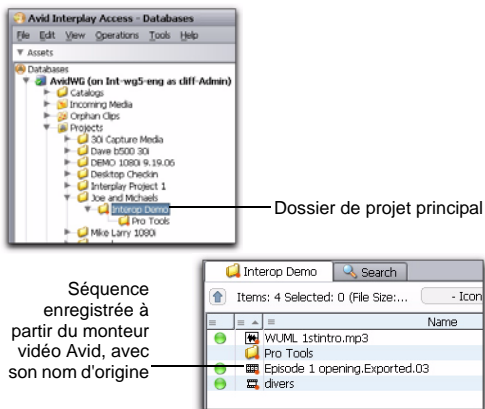 Avid Interplay Access - Databases
File Edit View Operations Tools Help
Assets
Databases
AvidWG (on Int-wg5-eng as cliff-Admin)
Catalogs
Incoming Media
Orphan Clips
Projects
30i Capture Media
Dave b500 30i
DEMO 1080i 9.19.06
Desktop Checkin
Interplay Project 1
Joe and Michaels
Interop Demo
Pro Tools
Mike Larry 1080i
Dossier de projet principal
Séquence
enregistrée à
partir du monteur
vidéo Avid, avec
son nom d'origine
Interop Demo Search
Items: 4 Selected: 0 (File Size:... - Icon
Name
WUML 1stintro.mp3
Pro Tools
Episode 1 opening.Exported.03
divers